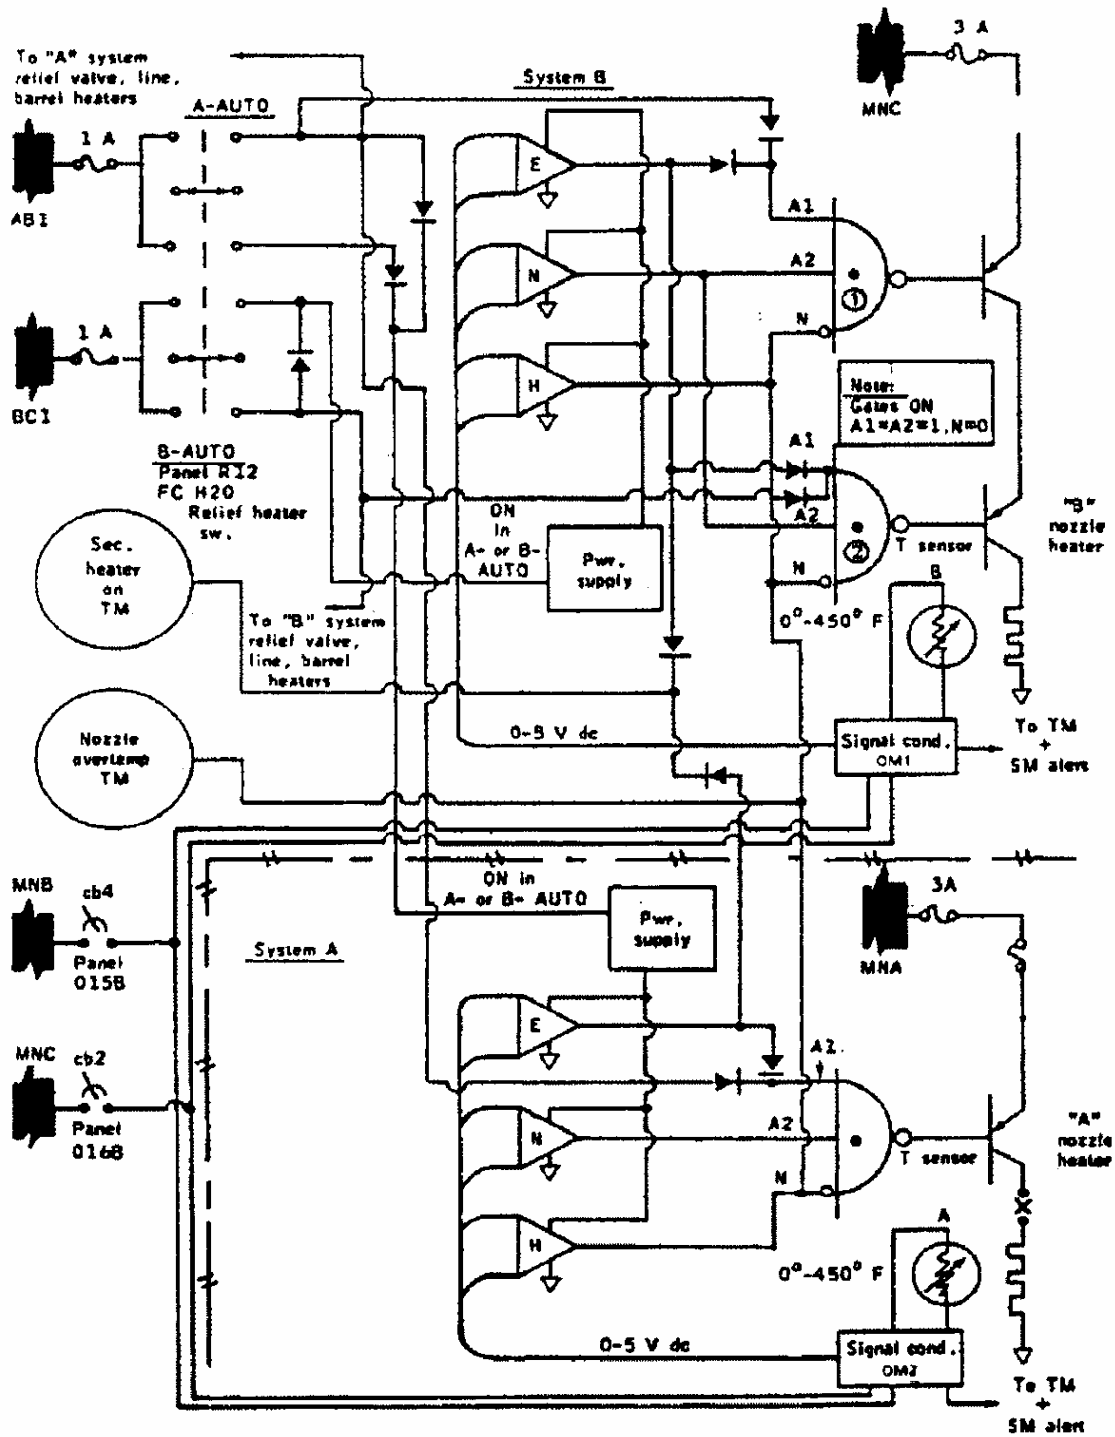 To "A" system
relief valve, line,
barrel heaters
A-AUTO
1 A
AB1
1 A
BC1
B-AUTO
Panel R12
FC H20
Relief heater
sw.
System B
E
N
H
3 A
MNC
A1
A2
N
1
Note:
Gates ON
A1=A2=1, N=0
A1
A2
N
2
T sensor
B
0°-450° F
"B"
nozzle
heater
ON
in
A- or B-
AUTO
Pwr.
supply
Sec.
heater
on
TM
To "B" system
relief valve,
line, barrel
heaters
Nozzle
overtemp
TM
0-5 V dc
Signal cond.
OM1
To TM
+
SM alert
MNB
cb4
Panel
015B
MNC
cb2
Panel
016B
ON in
A- or B- AUTO
Pwr.
supply
System A
E
N
H
3A
MNA
A1
A2
N
T sensor
A
0°-450° F
"A"
nozzle
heater
0-5 V dc
Signal cond.
OM2
To TM
+
SM alert